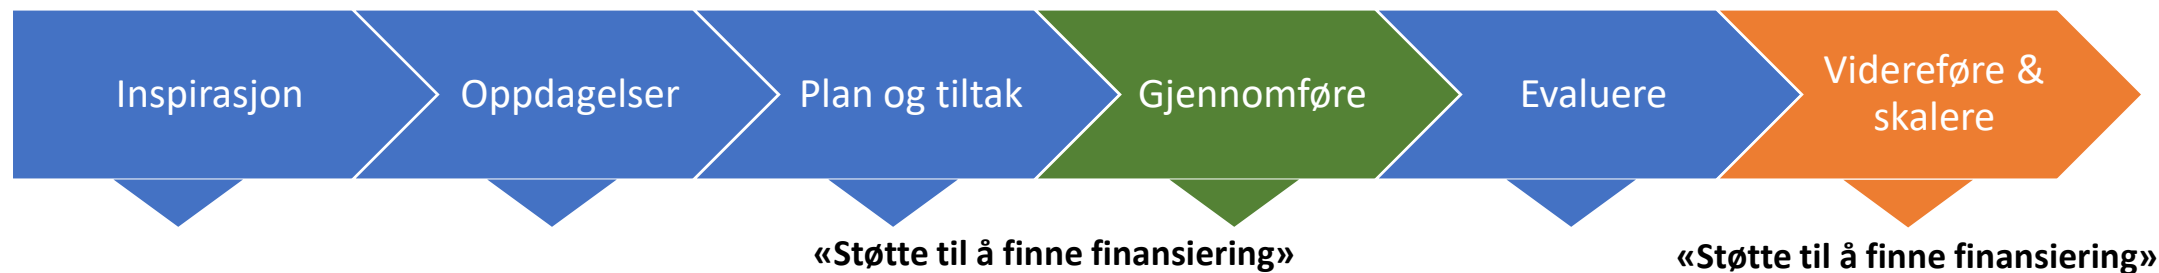 Inspirasjon
Oppdagelser
Plan og tiltak
Gjennomføre
Evaluere
Videreføre &
skalere
«Støtte til å finne finansiering»
«Støtte til å finne finansiering»